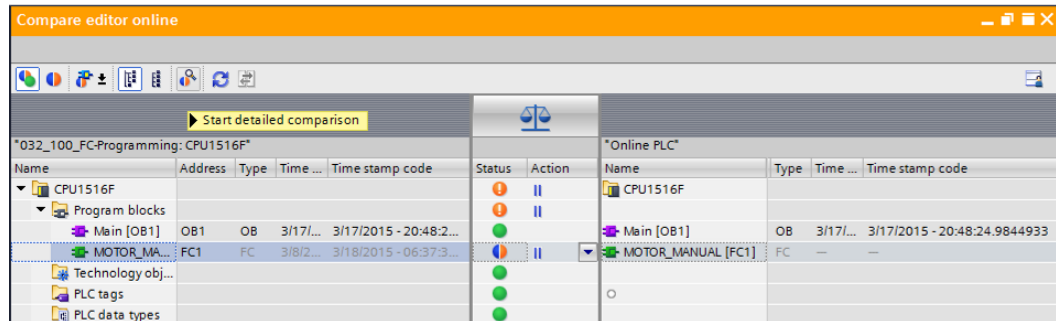 Compare editor online
Start detailed comparison
"032_100_FC-Programming: CPU1516F" "Online PLC"
Name Address Type Time ... Time stamp code Status Action Name Type Time ... Time stamp code
CPU1516F CPU1516F
Program blocks
Main [OB1] OB1 OB 3/17/... 3/17/2015 - 20:48:2... Main [OB1] OB 3/17/... 3/17/2015 - 20:48:24.9844933
MOTOR_MA... FC1 FC 3/8/2... 3/18/2015 - 06:37:3... MOTOR_MANUAL [FC1] FC — —
Technology obj...
PLC tags
PLC data types